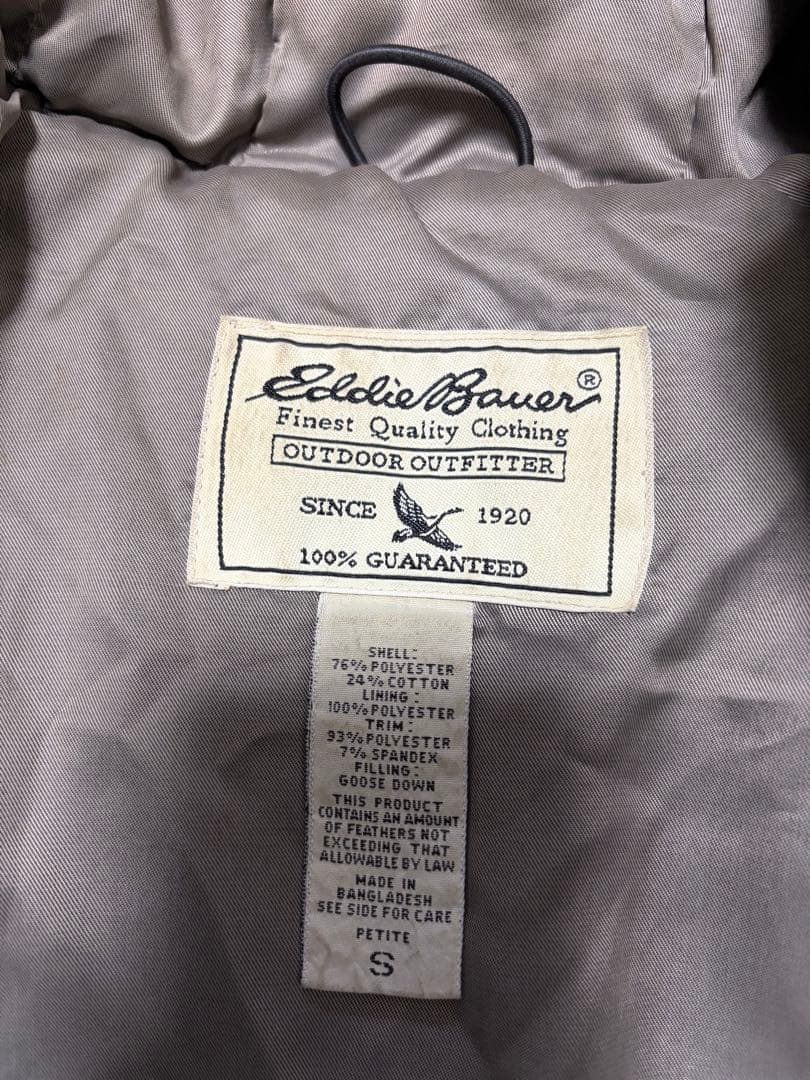 Eddie Bauer®
Finest Quality Clothing
OUTDOOR OUTFITTER
SINCE 1920
100% GUARANTEED
SHELL:
76% POLYESTER
24% COTTON
LINING:
100% POLYESTER
TRIM:
93% POLYESTER
7% SPANDEX
FILLING:
GOOSE DOWN
THIS PRODUCT
CONTAINS AN AMOUNT
OF FEATHERS NOT
EXCEEDING THAT
ALLOWABLE BY LAW
MADE IN
BANGLADESH
SEE SIDE FOR CARE
PETITE
S